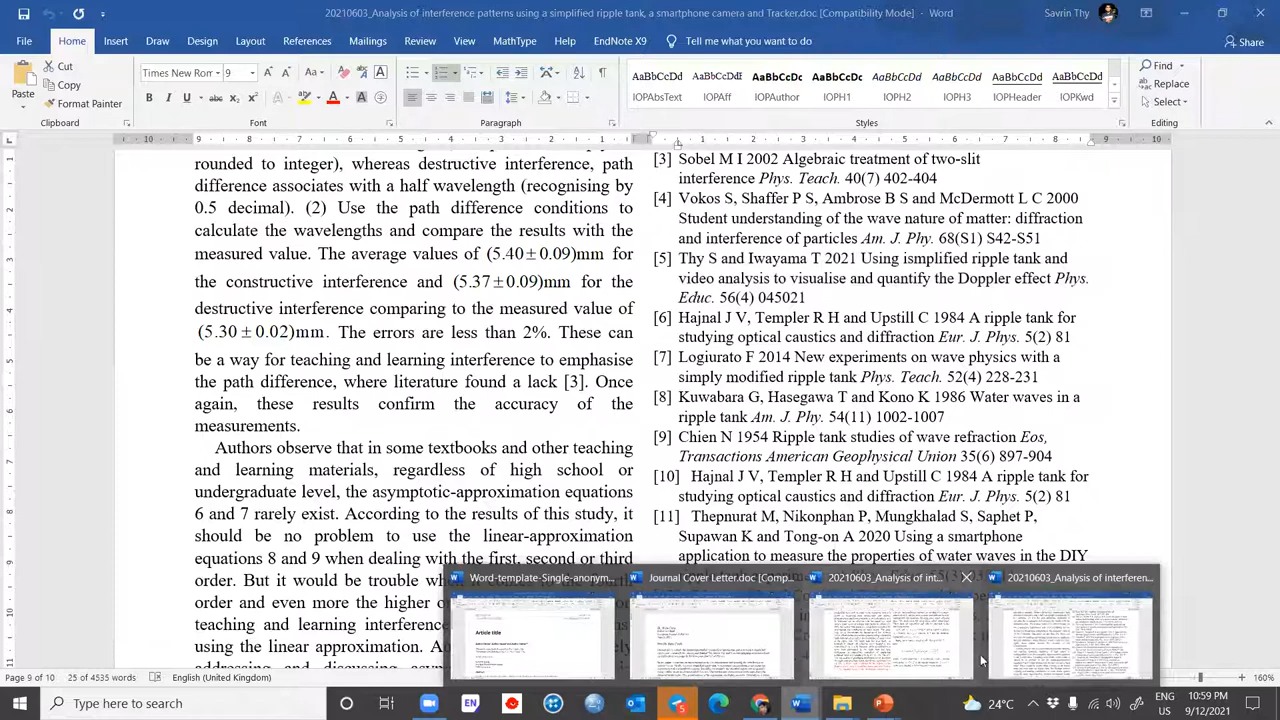 20210603_Analysis of interference patterns using a simplified ripple tank, a smartphone camera and Tracker.doc [Compatibility Mode] - Word
Savrin Thy
File Home Insert Draw Design Layout References Mailings Review View MathType Help EndNote X9 Tell me what you want to do Share
Paste
Cut
Copy
Format Painter
Clipboard
Times New Ron 9
Font
Paragraph
AaBbCcDd AaBbCcDdE AaBbCcDc AaBbCcDc AaBbCcDd AaBbCcDd AaBbCcDd AaBbCcDd
IOPAbsText IOPAff IOPAuthor IOPH1 IOPH2 IOPH3 IOPHeader IOPKwd
Styles
Find
Replace
Select
Editing
rounded to integer), whereas destructive interference, path
difference associates with a half wavelength (recognising by
0.5 decimal). (2) Use the path difference conditions to
calculate the wavelengths and compare the results with the
measured value. The average values of (5.40±0.09)mm for
the constructive interference and (5.37±0.09)mm for the
destructive interference comparing to the measured value of
(5.30±0.02)mm. The errors are less than 2%. These can
be a way for teaching and learning interference to emphasise
the path difference, where literature found a lack [3]. Once
again, these results confirm the accuracy of the
measurements.
Authors observe that in some textbooks and other teaching
and learning materials, regardless of high school or
undergraduate level, the asymptotic-approximation equations
6 and 7 rarely exist. According to the results of this study, it
should be no problem to use the linear-approximation
equations 8 and 9 when dealing with the first, second or third
order. But it would be trouble
order and even more the higher
teaching and learning interference
using the linear approximation.
[3] Sobel M I 2002 Algebraic treatment of two-slit
interference Phys. Teach. 40(7) 402-404
[4] Vokos S, Shaffer P S, Ambrose B S and McDermott L C 2000
Student understanding of the wave nature of matter: diffraction
and interference of particles Am. J. Phy. 68(S1) S42-S51
[5] Thy S and Iwayama T 2021 Using ismplified ripple tank and
video analysis to visualise and quantify the Doppler effect Phys.
Educ. 56(4) 045021
[6] Hajnal J V, Templer R H and Upstill C 1984 A ripple tank for
studying optical caustics and diffraction Eur. J. Phys. 5(2) 81
[7] Logiurato F 2014 New experiments on wave physics with a
simply modified ripple tank Phys. Teach. 52(4) 228-231
[8] Kuwabara G, Hasegawa T and Kono K 1986 Water waves in a
ripple tank Am. J. Phy. 54(11) 1002-1007
[9] Chien N 1954 Ripple tank studies of wave refraction Eos,
Transactions American Geophysical Union 35(6) 897-904
[10] Hajnal J V, Templer R H and Upstill C 1984 A ripple tank for
studying optical caustics and diffraction Eur. J. Phys. 5(2) 81
[11] Thepnurat M, Nikonphan P, Mungkhalad S, Saphet P,
Supawan K and Tong-on A 2020 Using a smartphone
application to measure the properties of water waves in the DIY
Word-template-Single-anonym...
Journal Cover Letter.doc [Comp...
20210603_Analysis of int...
20210603_Analysis of interferen...
Article title
25 of 4535 words English (United Kingdom) 160%
Type here to search
24°C
ENG
US
10:59 PM
9/12/2021